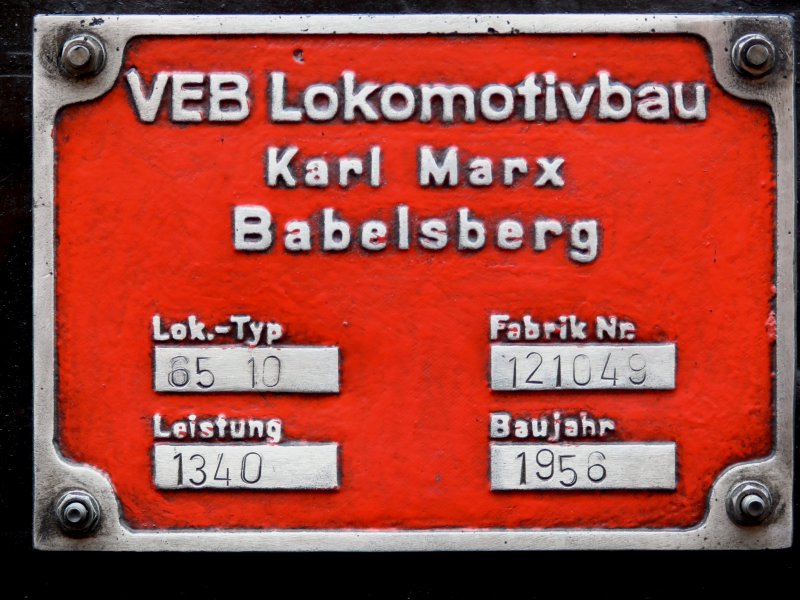 VEB Lokomotivbau
Karl Marx
Babelsberg
Lok.-Typ Fabrik Nr.
65 10 121049
Leistung Baujahr
1340 1956